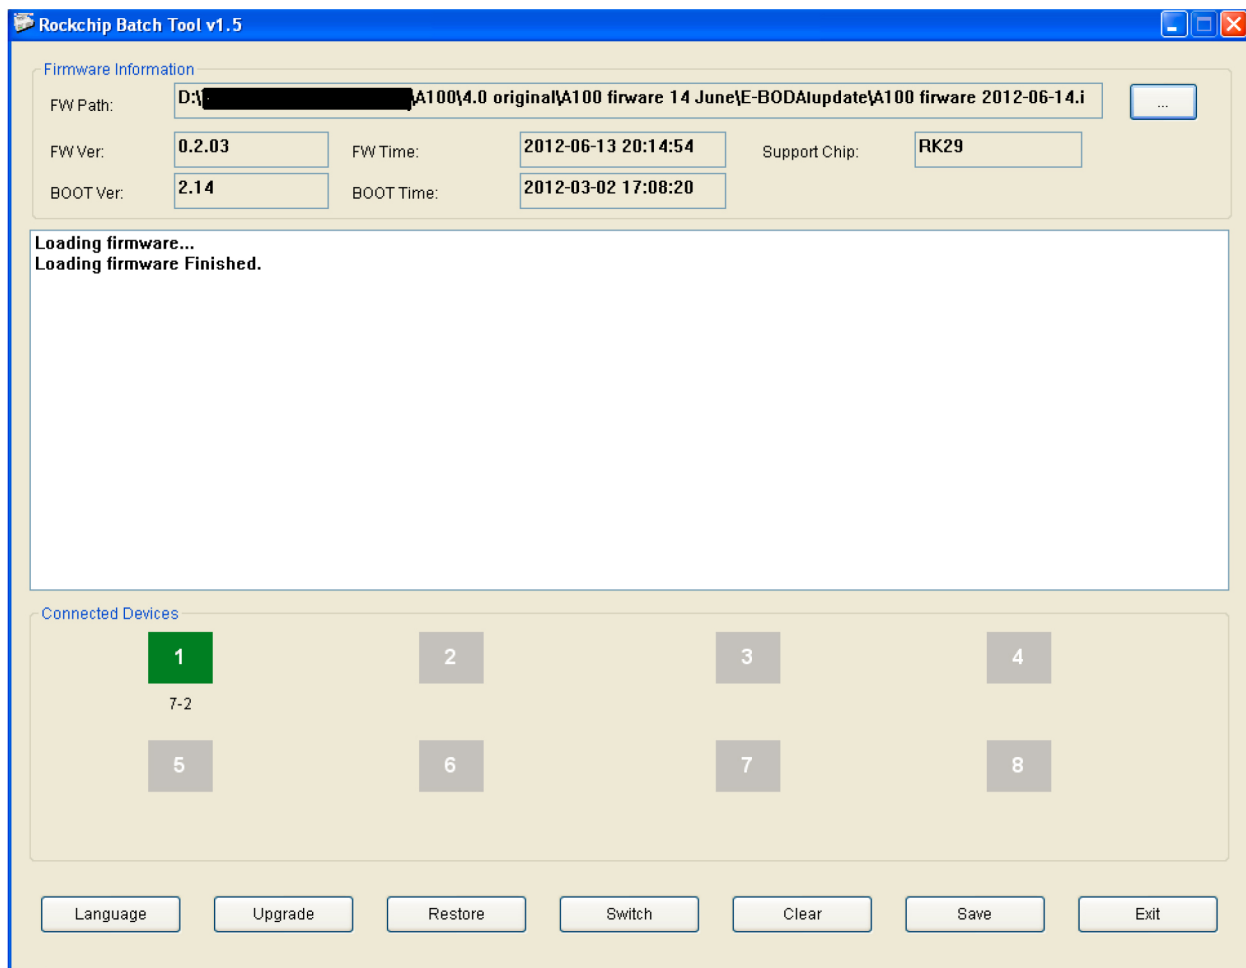 Rockchip Batch Tool v1.5
Firmware Information
FW Path: D:\ \A100\4.0 original\A100 firware 14 June\E-BODA\update\A100 firware 2012-06-14.i ...
FW Ver: 0.2.03 FW Time: 2012-06-13 20:14:54 Support Chip: RK29
BOOT Ver: 2.14 BOOT Time: 2012-03-02 17:08:20
Loading firmware...
Loading firmware Finished.
Connected Devices
1 2 3 4
7-2
5 6 7 8
Language Upgrade Restore Switch Clear Save Exit